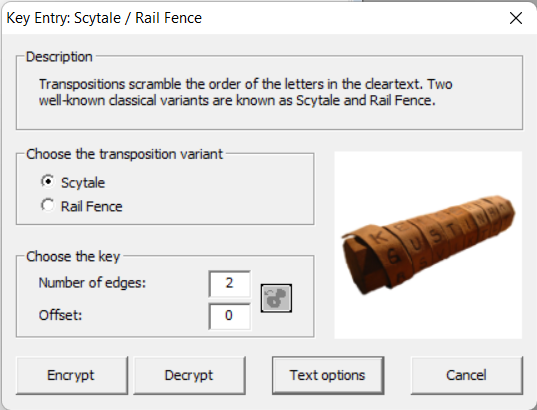 Key Entry: Scytale / Rail Fence
Description
Transpositions scramble the order of the letters in the cleartext. Two
well-known classical variants are known as Scytale and Rail Fence.
Choose the transposition variant
Scytale
Rail Fence
Choose the key
Number of edges: 2
Offset: 0
Encrypt Decrypt Text options Cancel